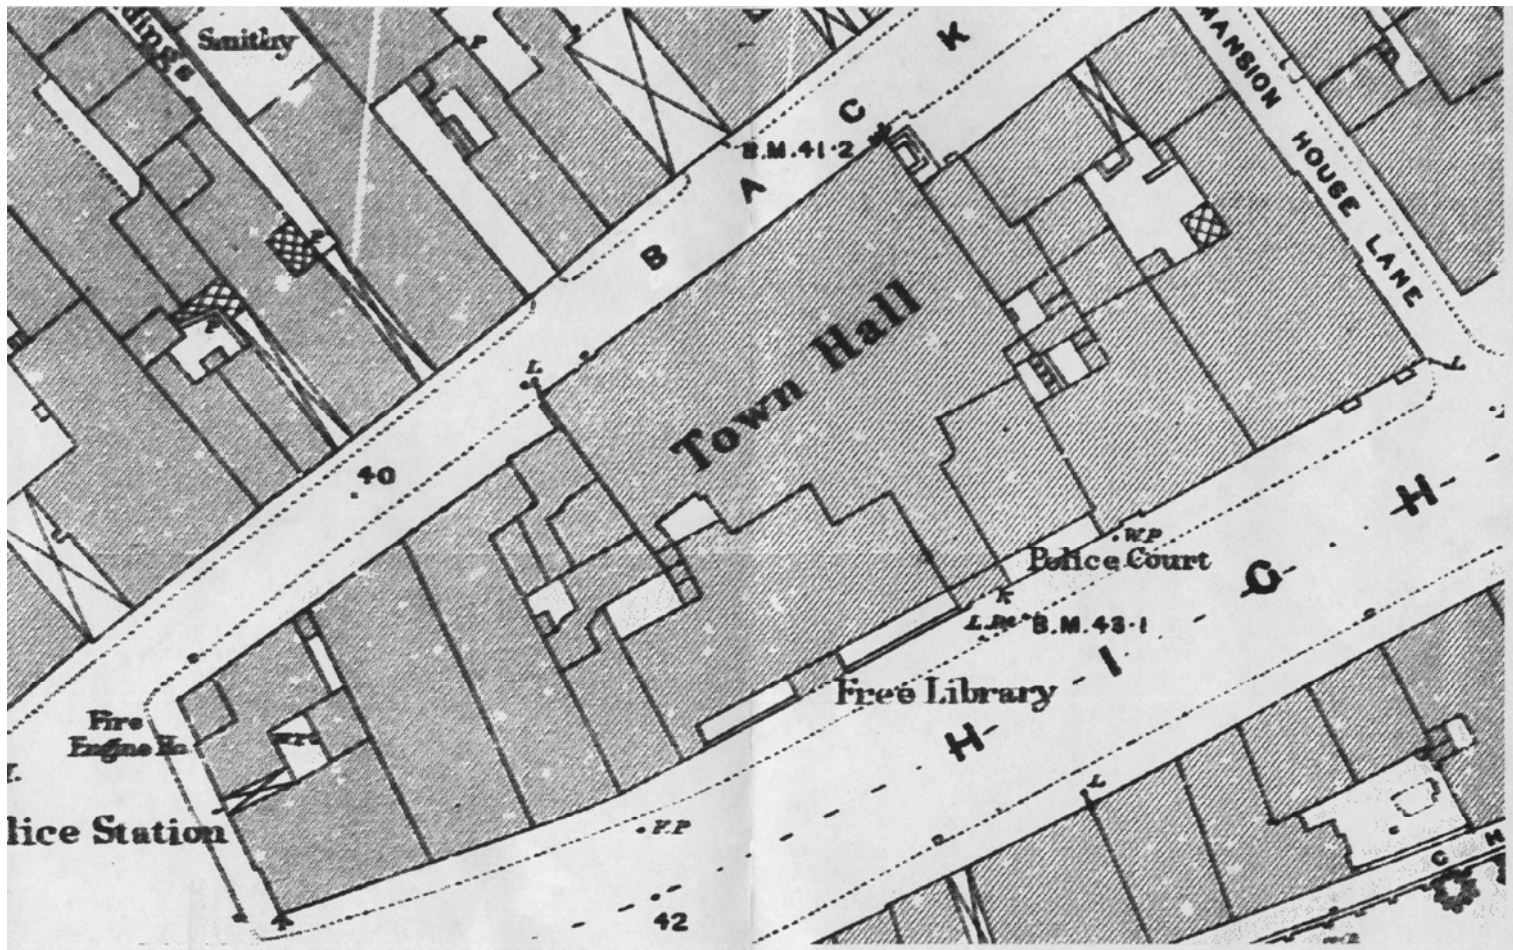 dings
Smithy
P
K
C
B.M.41·2
A
B
MANSION HOUSE LANE
P
L
Town Hall
L
40
W.P
Police Court
L.P
B.M.43·1
H
G
I
H
Free Library
Fire
Engine Ho
L
lice Station
L
F.P
42
C H